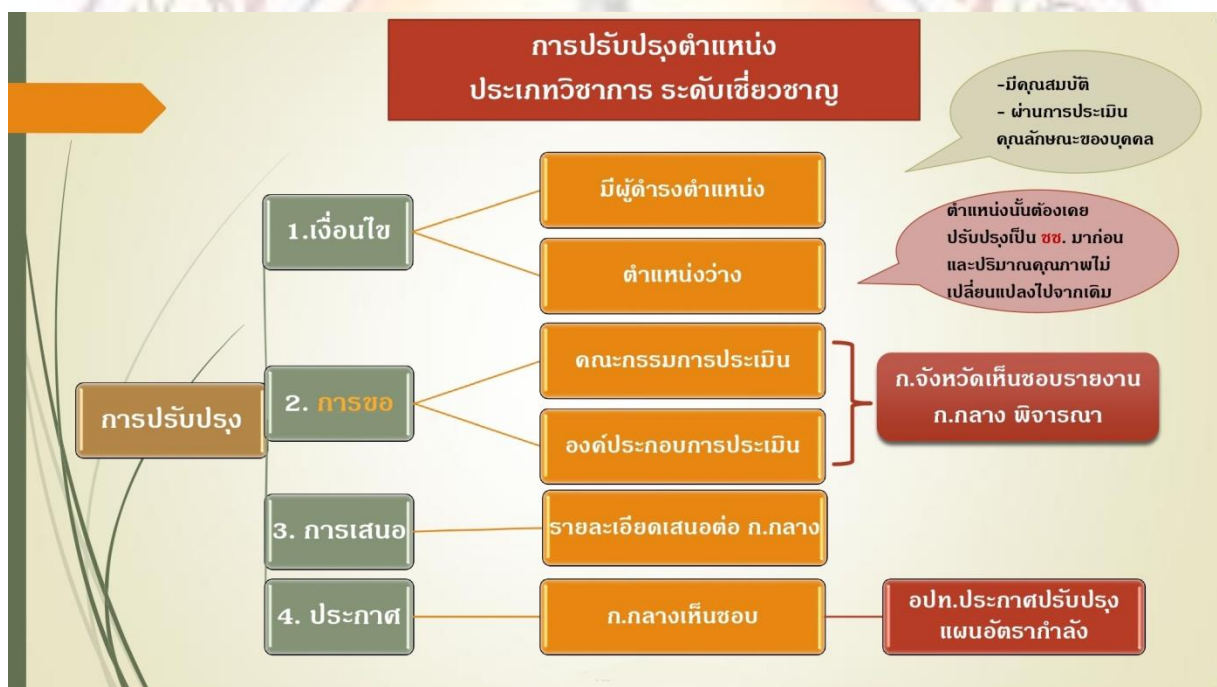 การปรับปรุงตำแหน่ง
ประเภทวิชาการ ระดับเชี่ยวชาญ
-มีคุณสมบัติ
- ผ่านการประเมิน
คุณลักษณะของบุคคล
การปรับปรุง
1.เงื่อนไข
มีผู้ดำรงตำแหน่ง
ตำแหน่งว่าง
ตำแหน่งนั้นต้องเคย
ปรับปรุงเป็น ชช. มาก่อน
และปริมาณคุณภาพไม่
เปลี่ยนแปลงไปจากเดิม
2. การขอ
คณะกรรมการประเมิน
องค์ประกอบการประเมิน
ก.จังหวัดเห็นชอบรายงาน
ก.กลาง พิจารณา
3. การเสนอ
รายละเอียดเสนอต่อ ก.กลาง
4. ประกาศ
ก.กลางเห็นชอบ
อปท.ประกาศปรับปรุง
แผนอัตรากำลัง